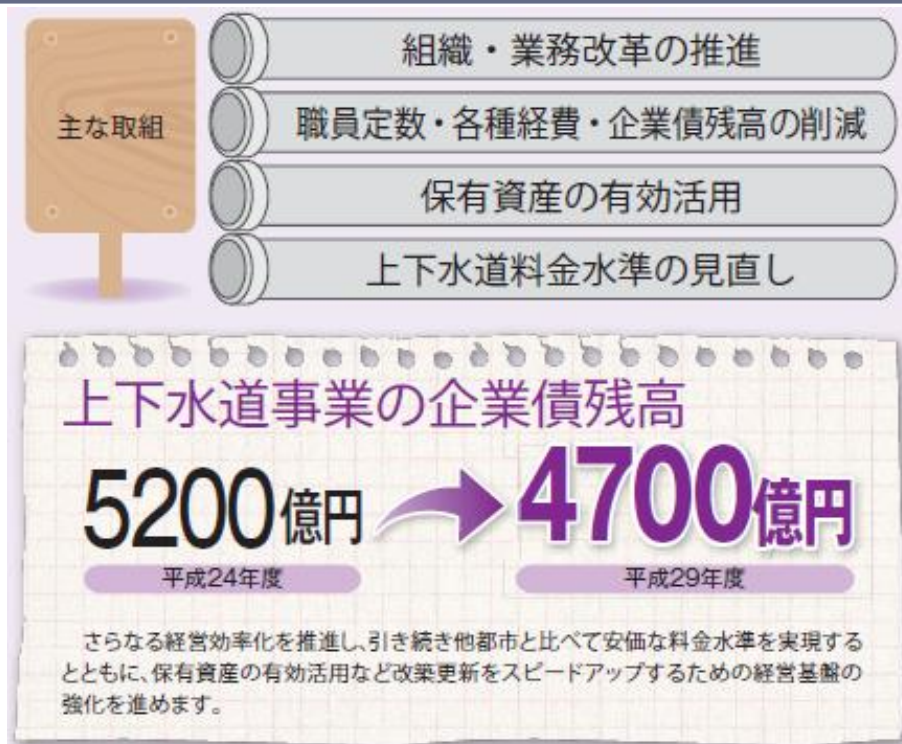 主な取組
組織・業務改革の推進
職員定数・各種経費・企業債残高の削減
保有資産の有効活用
上下水道料金水準の見直し
上下水道事業の企業債残高
5200億円
4700億円
平成24年度
平成29年度
さらなる経営効率化を推進し、引き続き他都市と比べて安価な料金水準を実現する
とともに、保有資産の有効活用など改築更新をスピードアップするための経営基盤の
強化を進めます。